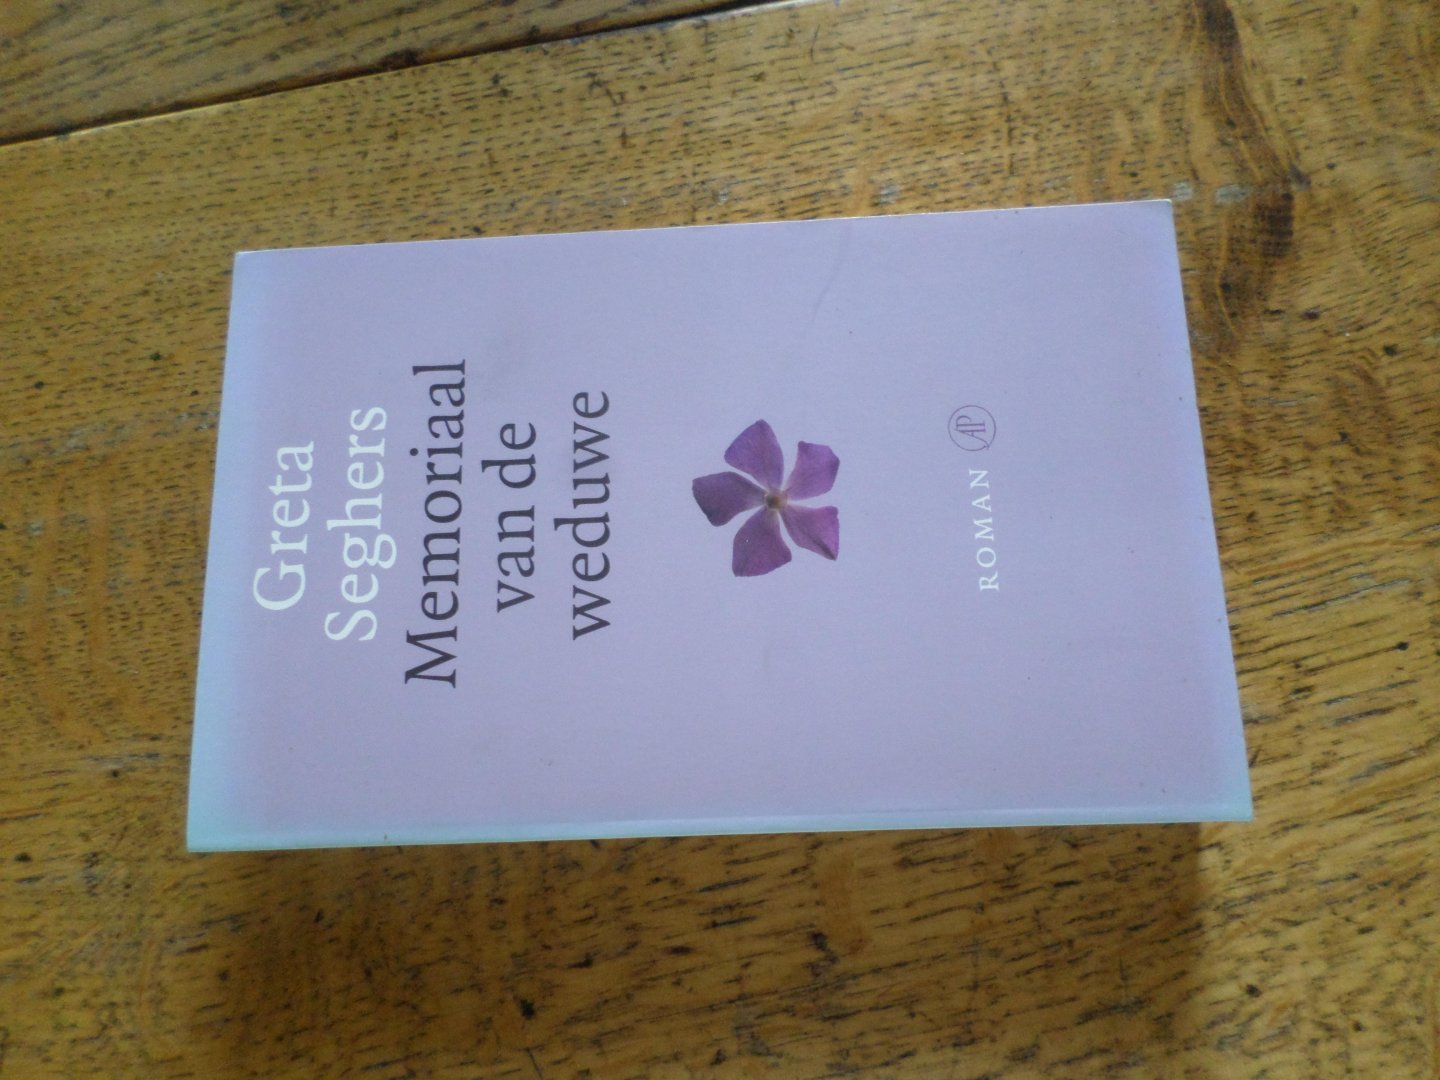 Greta
Seghers
Memoriaal
van de
weduwe
ROMAN AP